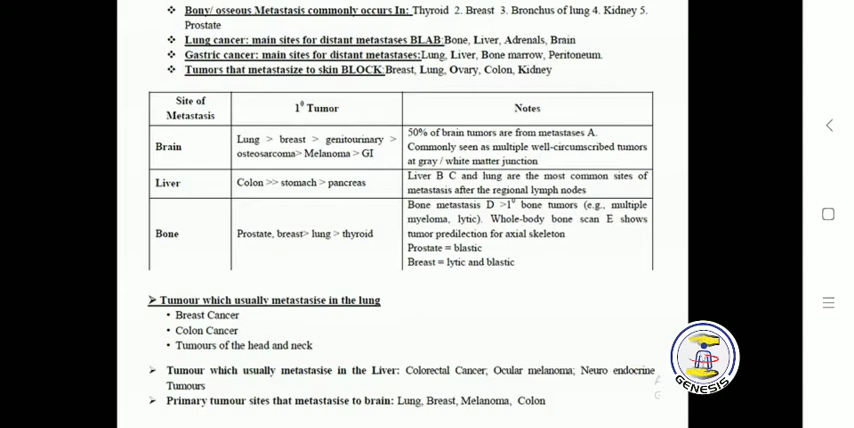 ❖ Bony/ osseous Metastasis commonly occurs In: Thyroid 2. Breast 3. Bronchus of lung 4. Kidney 5.
Prostate
❖ Lung cancer: main sites for distant metastases BLAB: Bone, Liver, Adrenals, Brain
❖ Gastric cancer: main sites for distant metastases: Lung, Liver, Bone marrow, Peritoneum.
❖ Tumors that metastasize to skin BLOCK: Breast, Lung, Ovary, Colon, Kidney
Site of
Metastasis
1⁰ Tumor
Notes
Brain
Lung > breast > genitourinary >
osteosarcoma> Melanoma > GI
50% of brain tumors are from metastases A.
Commonly seen as multiple well-circumscribed tumors
at gray / white matter junction
Liver
Colon >> stomach > pancreas
Liver B C and lung are the most common sites of
metastasis after the regional lymph nodes
Bone
Prostate, breast> lung > thyroid
Bone metastasis D >1⁰ bone tumors (e.g., multiple
myeloma, lytic). Whole-body bone scan E shows
tumor predilection for axial skeleton
Prostate = blastic
Breast = lytic and blastic
➢ Tumour which usually metastasise in the lung
• Breast Cancer
• Colon Cancer
• Tumours of the head and neck
➢ Tumour which usually metastasise in the Liver: Colorectal Cancer, Ocular melanoma; Neuro endocrine
Tumours
➢ Primary tumour sites that metastasise to brain: Lung, Breast, Melanoma, Colon
GENESIS